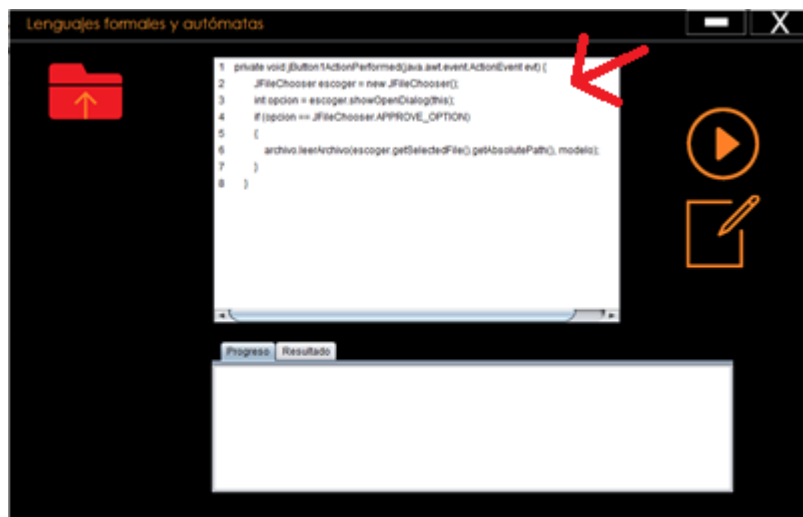 Lenguajes formales y autómatas
X
1 private void jButton1ActionPerformed(java.awt.event.ActionEvent evt) {
2 JFileChooser escoger = new JFileChooser();
3 int opcion = escoger.showOpenDialog(this);
4 if (opcion == JFileChooser.APPROVE_OPTION)
5 {
6 archivo.leerArchivo(escoger.getSelectedFile().getAbsolutePath(), modelo);
7 }
8 }
Progreso Resultado